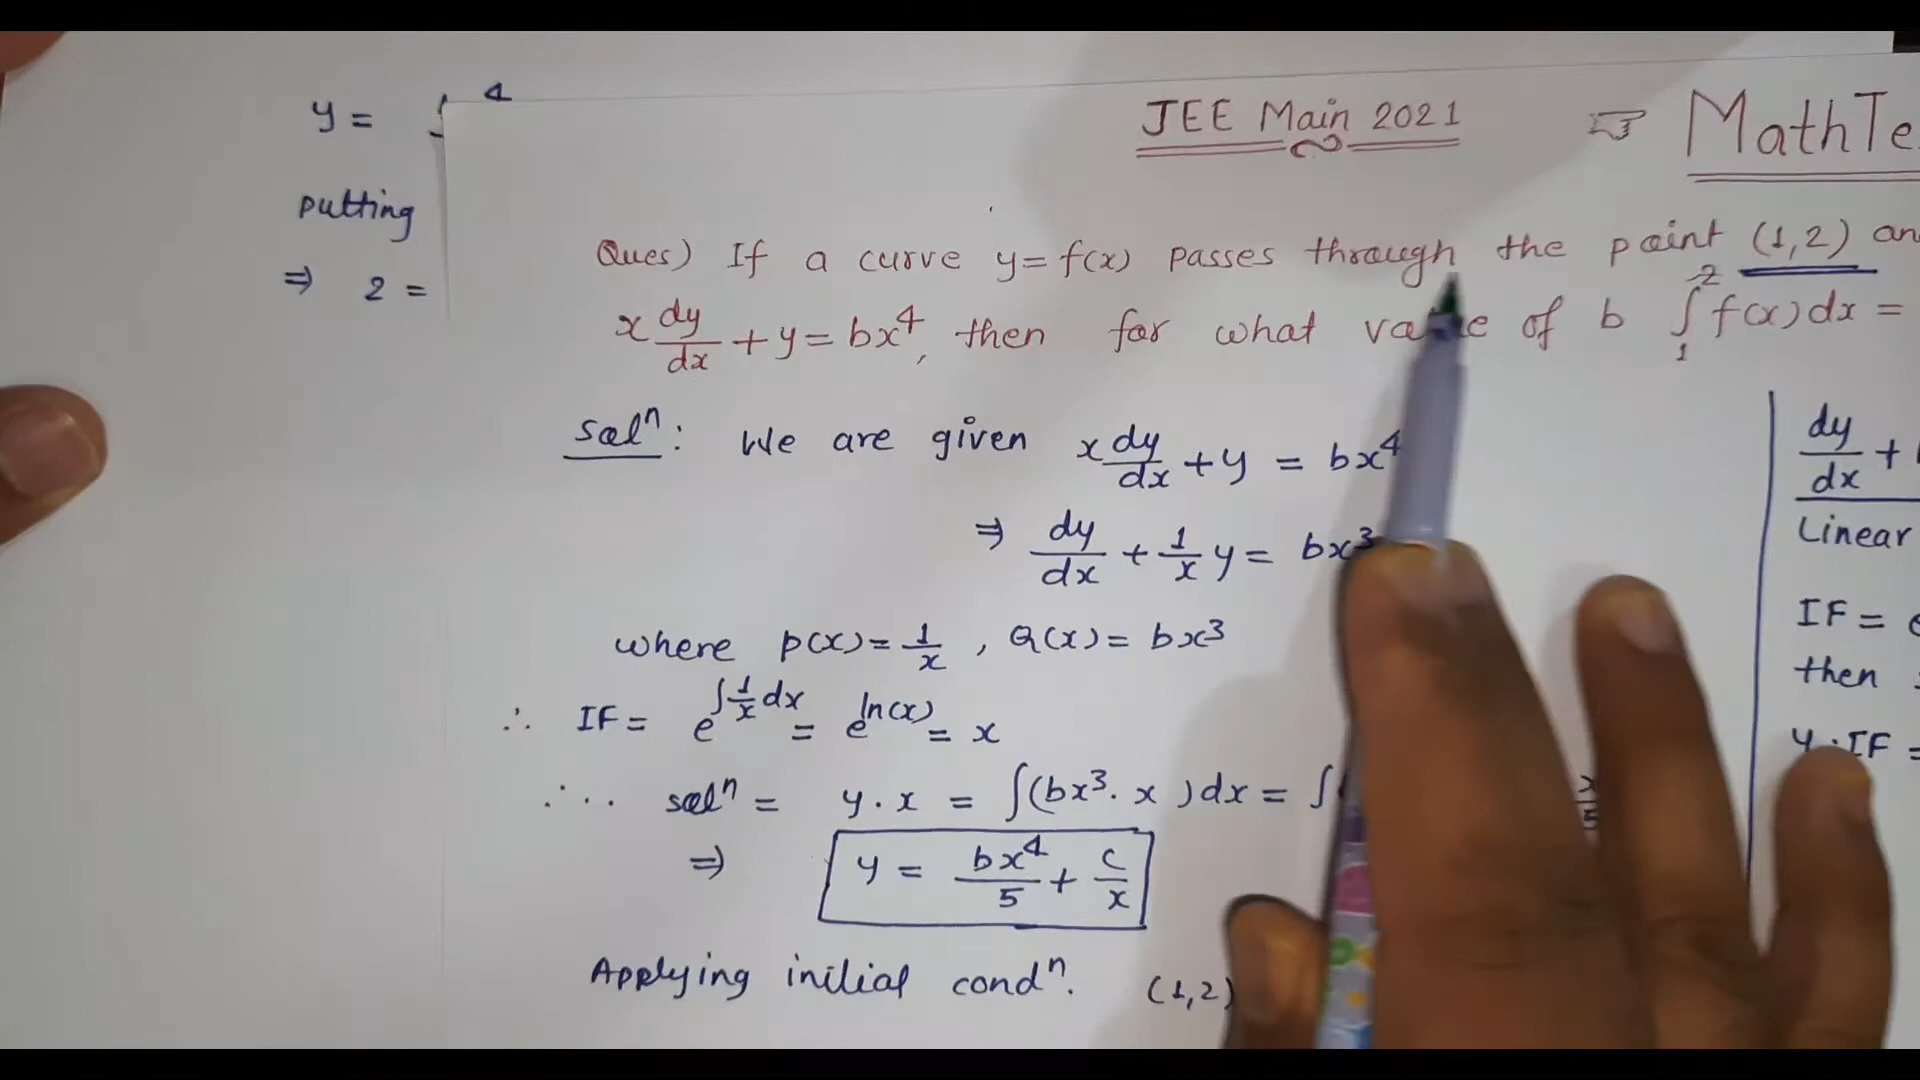 y =
putting
⇒ 2 =
JEE Main 2021 ☞ MathTe
Ques) If a curve y=f(x) passes through the point (1,2) an
x dy/dx + y = bx⁴, then for what value of b ∫₁² f(x)dx =
Solⁿ: We are given x dy/dx + y = bx⁴
⇒ dy/dx + 1/x y = bx³
where p(x) = 1/x , Q(x) = bx³
∴ IF = e^∫1/x dx = e^ln(x) = x
∴ solⁿ = y·x = ∫(bx³·x)dx = ∫
⇒ y = bx⁴/5 + c/x
Applying initial condⁿ. (1,2)
dy/dx +
Linear
IF =
then
y·IF =